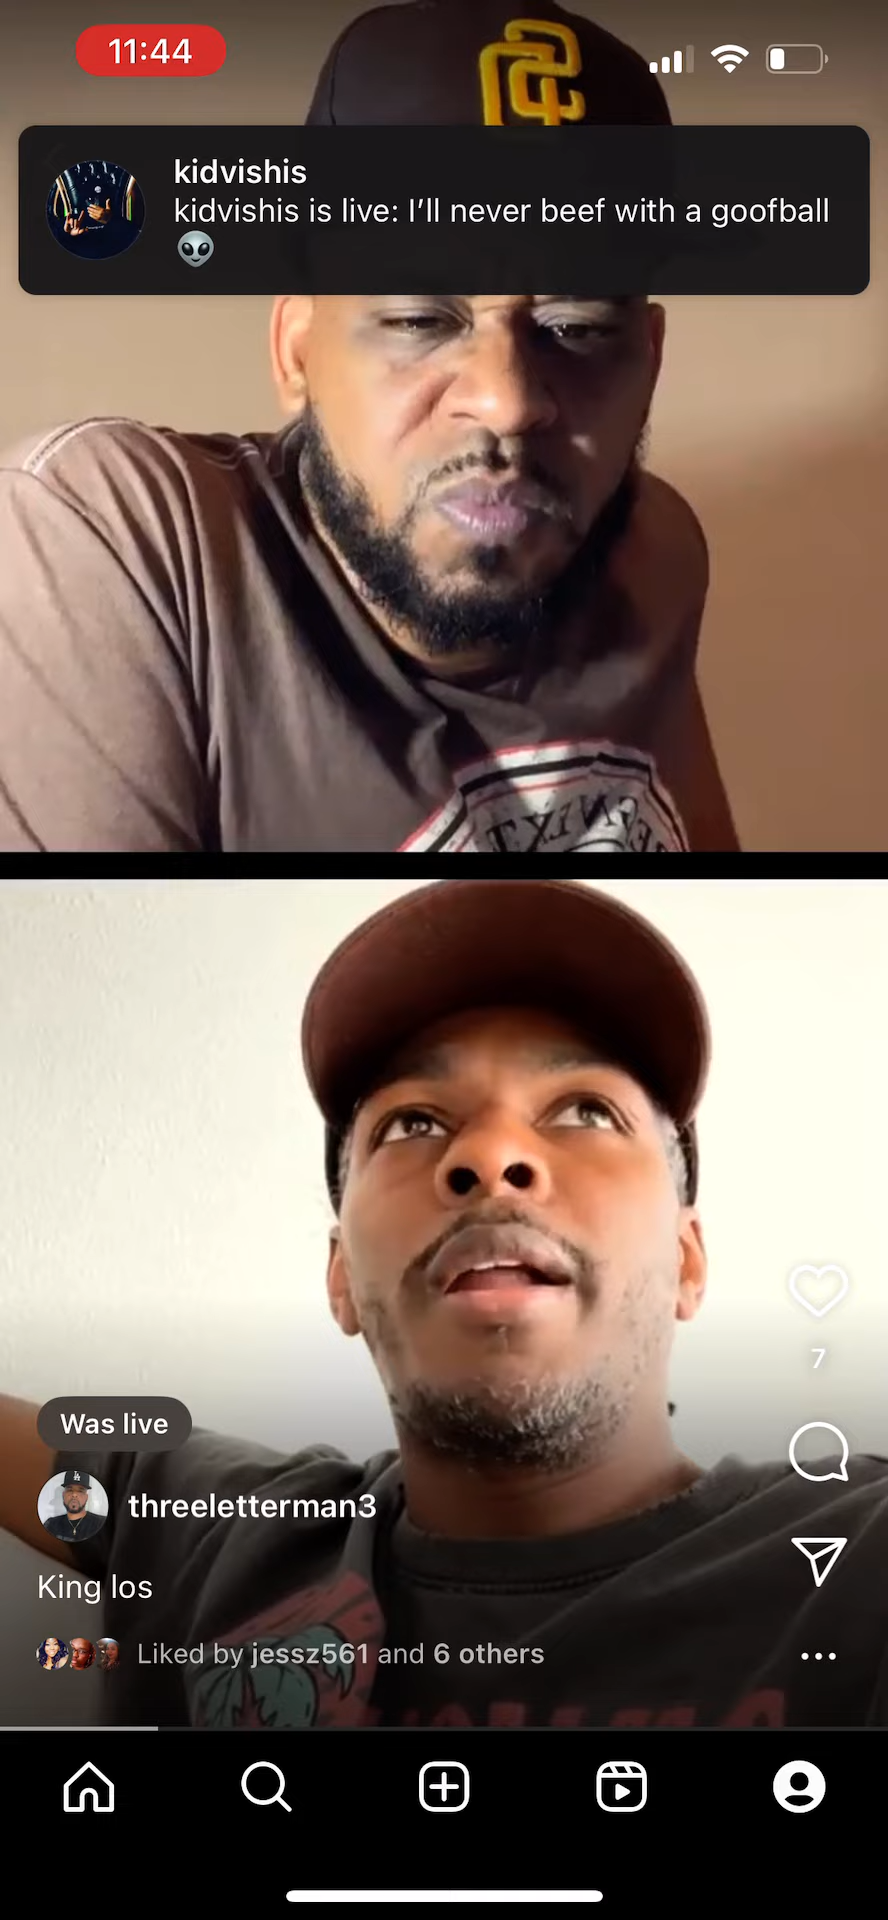 11:44
kidvishis
kidvishis is live: I’ll never beef with a goofball
👽
Was live
threeletterman3
7
King los
Liked by jessz561 and 6 others